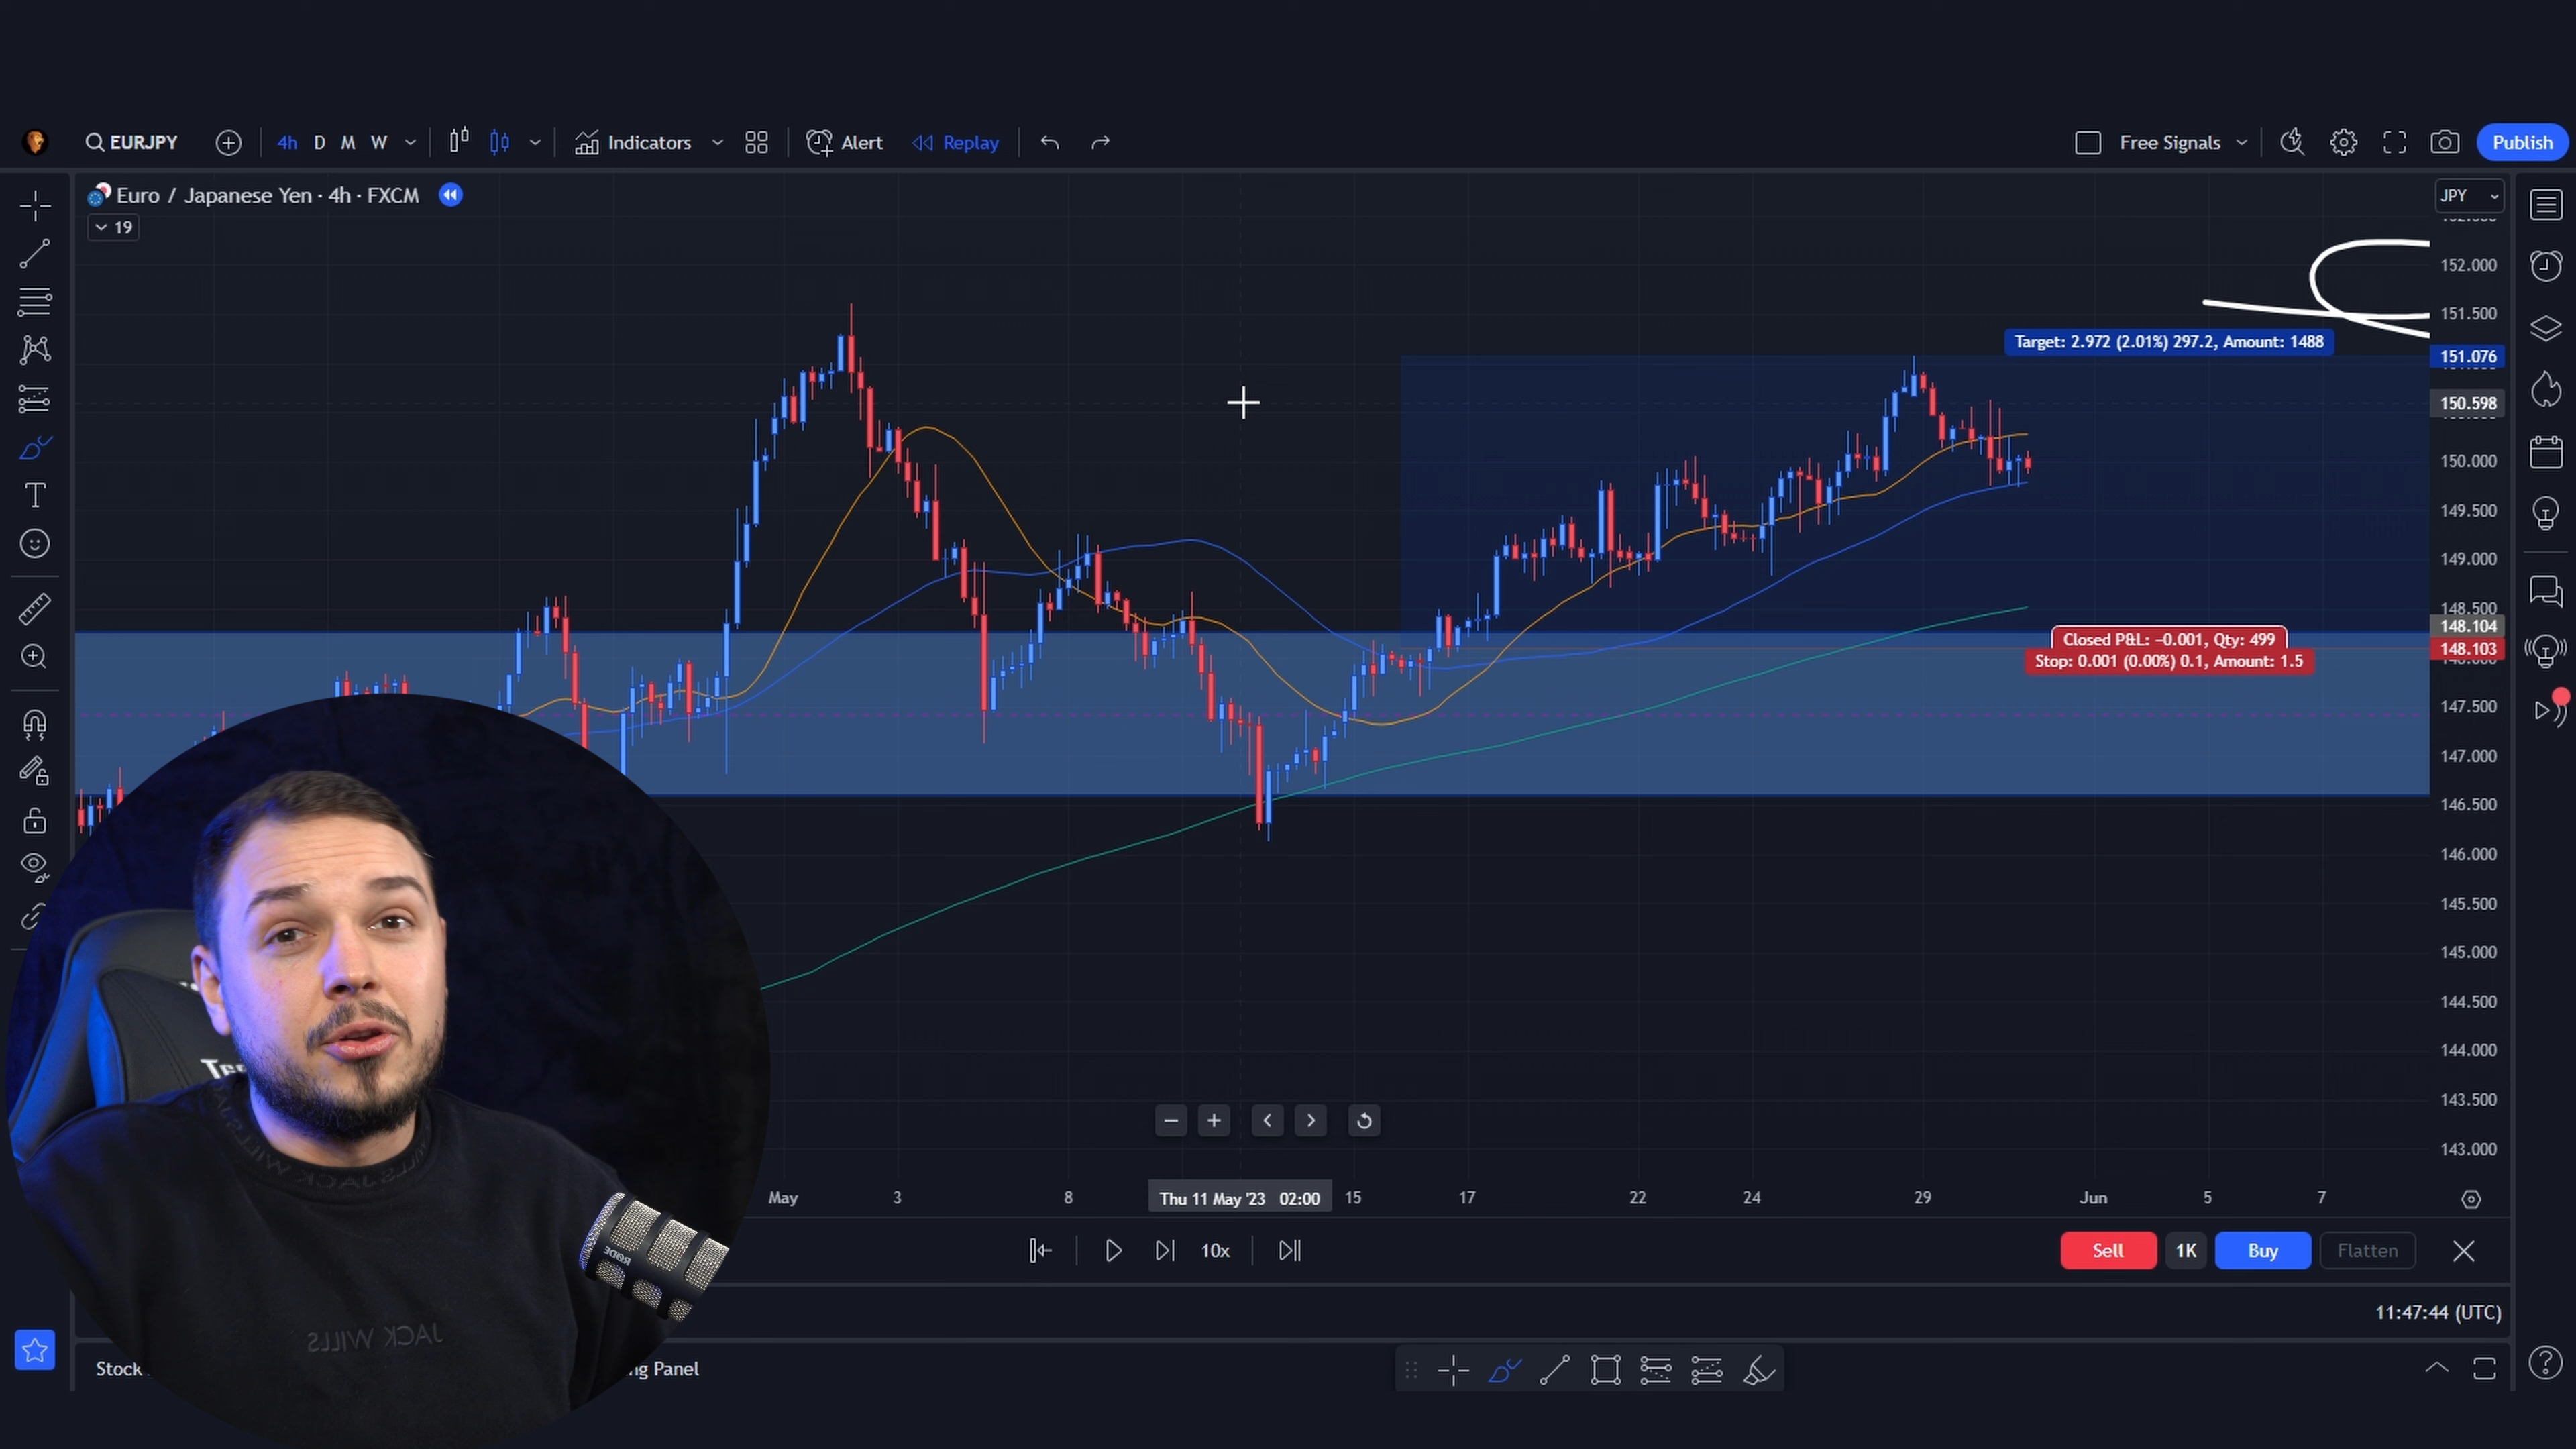 EURJPY 4h D M W Indicators Alert Replay Free Signals Publish
Euro / Japanese Yen · 4h · FXCM JPY
19
152.000
151.500
Target: 2.972 (2.01%) 297.2, Amount: 1488
151.076
150.598
150.000
149.500
149.000
148.500
148.104
Closed P&L: −0.001, Qty: 499
148.103
Stop: 0.001 (0.00%) 0.1, Amount: 1.5
147.500
147.000
146.500
146.000
145.500
145.000
144.500
144.000
143.500
143.000
May 3 8 Thu 11 May '23 02:00 15 17 22 24 29 Jun 5 7
10x Sell 1K Buy Flatten
RODE
11:47:44 (UTC)
JACK WILLS
Stock ng Panel